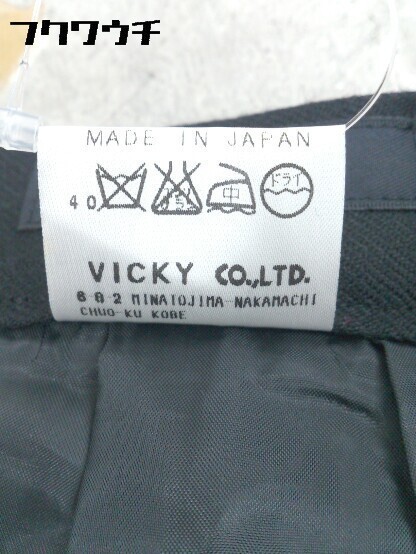 フクワウチ
MADE IN JAPAN
40 中 ドライ
VICKY CO.,LTD.
6-8-2 MINATOJIMA-NAKAMACHI
CHUO-KU KOBE